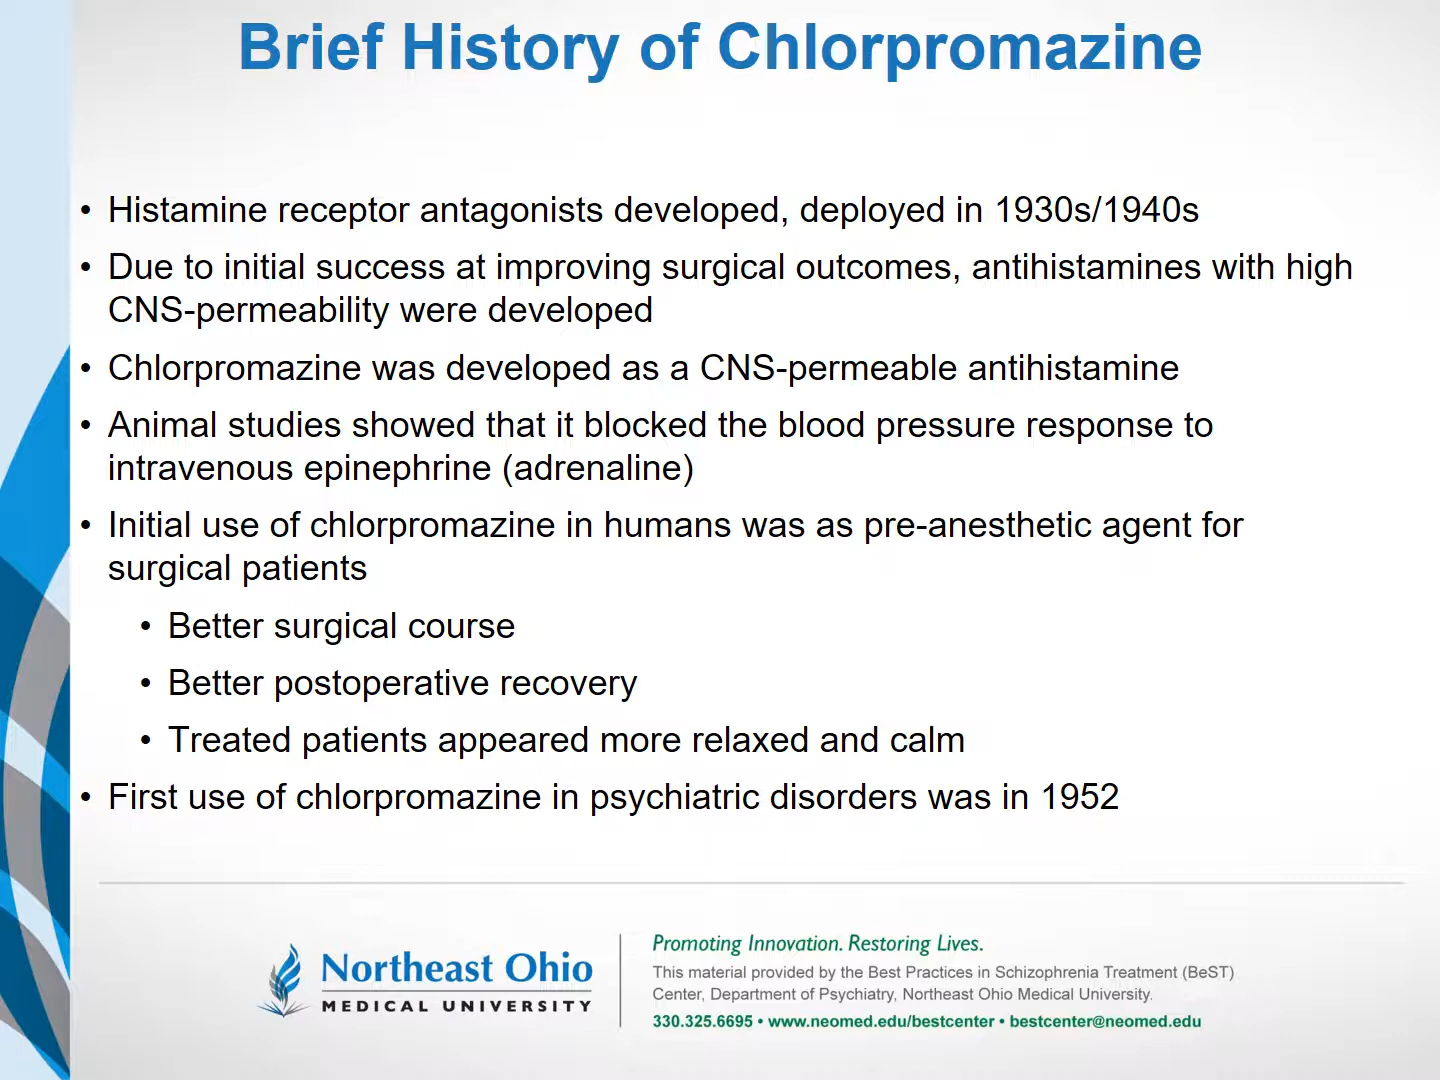 Brief History of Chlorpromazine
• Histamine receptor antagonists developed, deployed in 1930s/1940s
• Due to initial success at improving surgical outcomes, antihistamines with high
CNS-permeability were developed
• Chlorpromazine was developed as a CNS-permeable antihistamine
• Animal studies showed that it blocked the blood pressure response to
intravenous epinephrine (adrenaline)
• Initial use of chlorpromazine in humans was as pre-anesthetic agent for
surgical patients
• Better surgical course
• Better postoperative recovery
• Treated patients appeared more relaxed and calm
• First use of chlorpromazine in psychiatric disorders was in 1952
Northeast Ohio
MEDICAL UNIVERSITY
Promoting Innovation. Restoring Lives.
This material provided by the Best Practices in Schizophrenia Treatment (BeST)
Center, Department of Psychiatry, Northeast Ohio Medical University.
330.325.6695 • www.neomed.edu/bestcenter • bestcenter@neomed.edu